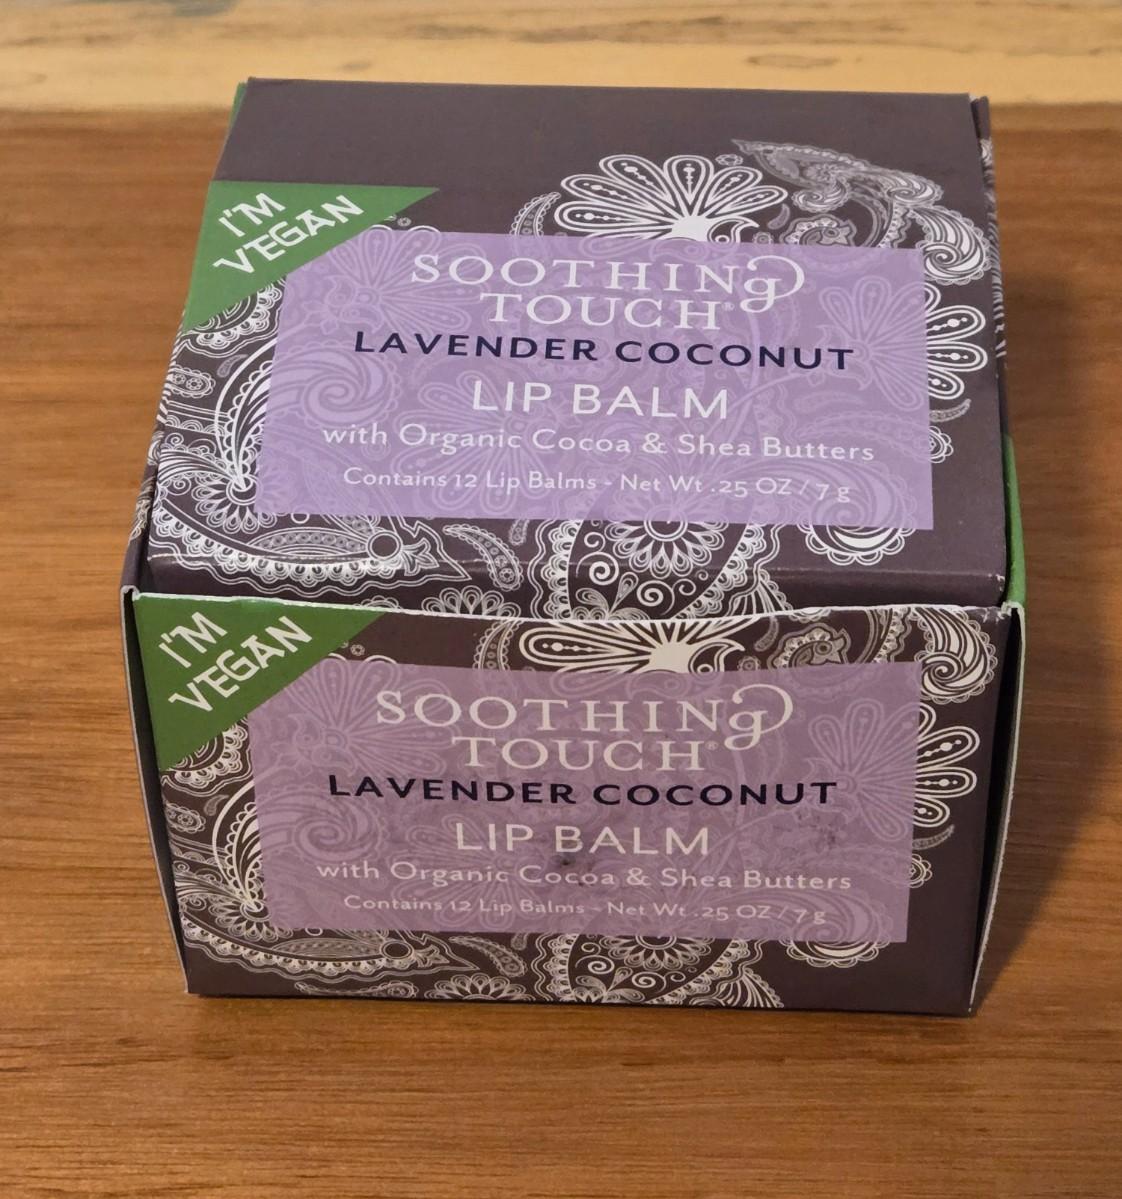 I'M
VEGAN
SOOTHING
TOUCH®
LAVENDER COCONUT
LIP BALM
with Organic Cocoa & Shea Butters
Contains 12 Lip Balms - Net Wt .25 OZ / 7 g
I'M
VEGAN
SOOTHING
TOUCH®
LAVENDER COCONUT
LIP BALM
with Organic Cocoa & Shea Butters
Contains 12 Lip Balms - Net Wt .25 OZ / 7 g